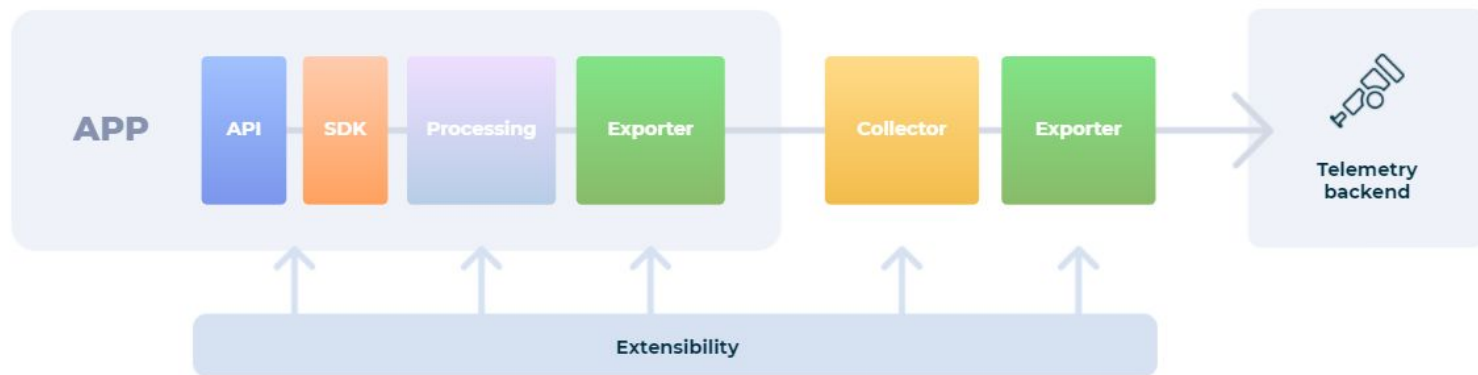 APP
API
SDK
Processing
Exporter
Collector
Exporter
Telemetry
backend
Extensibility